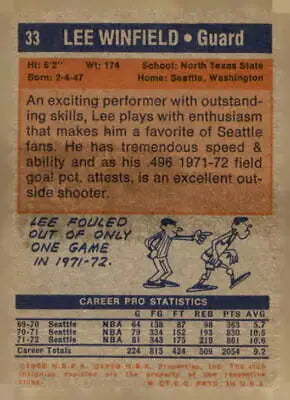 33 LEE WINFIELD • Guard
Ht: 6'2" Wt: 174 School: North Texas State
Born: 2-4-47 Home: Seattle, Washington
An exciting performer with outstand-
ing skills, Lee plays with enthusiasm
that makes him a favorite of Seattle
fans. He has tremendous speed &
ability and as his .496 1971-72 field
goal pct. attests, is an excellent out-
side shooter.
LEE FOULED
OUT OF ONLY
ONE GAME
IN 1971-72.
CAREER PRO STATISTICS
G FG FT REB PTS AVG
69-70 Seattle NBA 64 138 87 98 363 5.7
70-71 Seattle NBA 79 334 162 193 830 10.5
71-72 Seattle NBA 81 343 175 218 861 10.6
Career Totals 224 815 424 509 2054 9.2